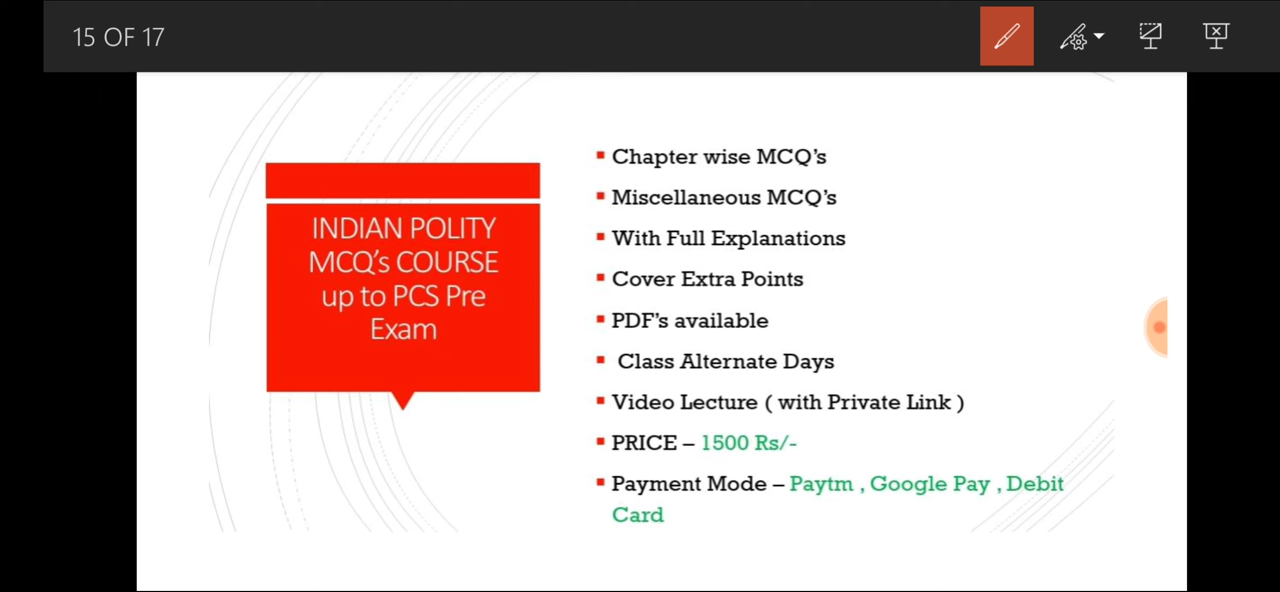 15 OF 17
INDIAN POLITY
MCQ's COURSE
up to PCS Pre
Exam
Chapter wise MCQ's
Miscellaneous MCQ's
With Full Explanations
Cover Extra Points
PDF's available
Class Alternate Days
Video Lecture ( with Private Link )
PRICE – 1500 Rs/-
Payment Mode – Paytm , Google Pay , Debit
Card